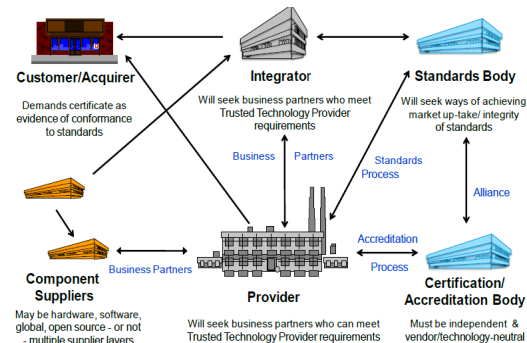 Customer/Acquirer
Demands certificate as
evidence of conformance
to standards
Integrator
Will seek business partners who meet
Trusted Technology Provider
requirements
Standards Body
Will seek ways of achieving
market up-take/ integrity
of standards
Business Partners
Standards
Process
Alliance
Accreditation
Process
Business Partners
Component
Suppliers
May be hardware, software,
global, open source - or not
- multiple supplier layers
Provider
Will seek business partners who can meet
Trusted Technology Provider requirements
Certification/
Accreditation Body
Must be independent &
vendor/technology-neutral